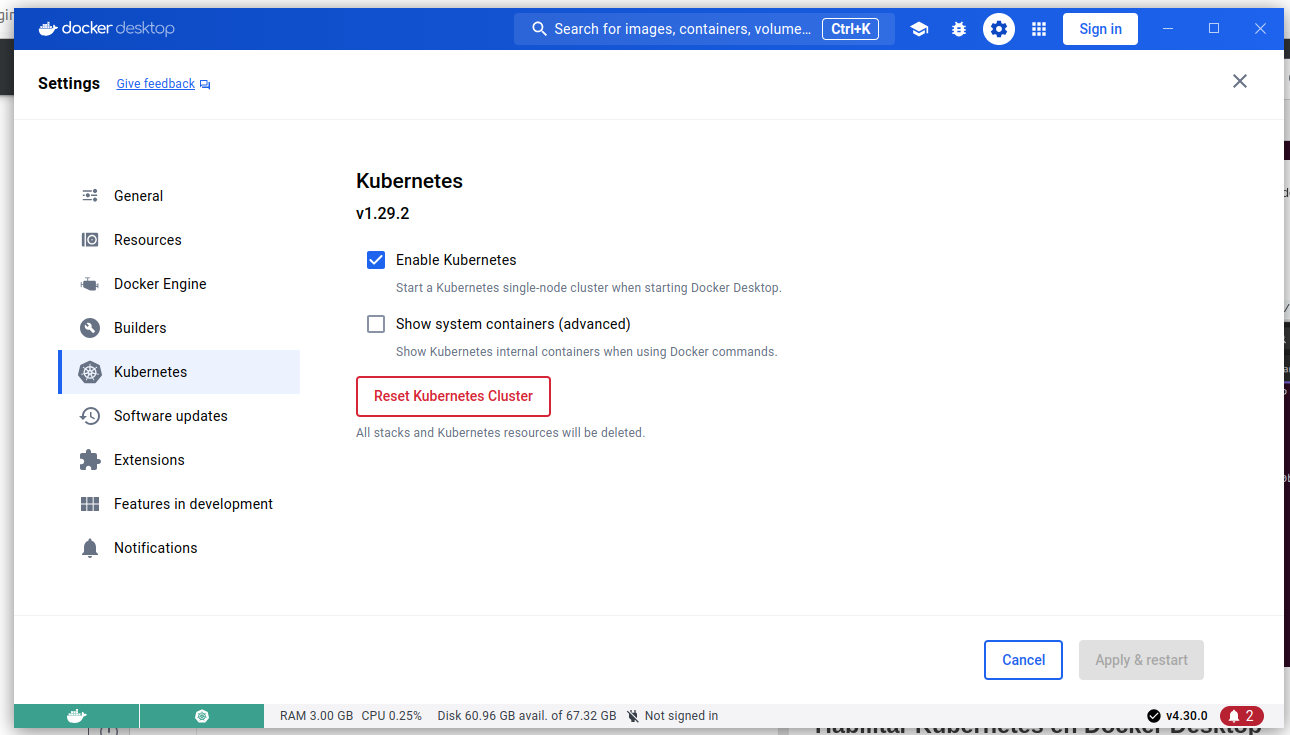 docker desktop
Search for images, containers, volume... Ctrl+K
Sign in
Settings Give feedback
General
Resources
Docker Engine
Builders
Kubernetes
Software updates
Extensions
Features in development
Notifications
Kubernetes
v1.29.2
Enable Kubernetes
Start a Kubernetes single-node cluster when starting Docker Desktop.
Show system containers (advanced)
Show Kubernetes internal containers when using Docker commands.
Reset Kubernetes Cluster
All stacks and Kubernetes resources will be deleted.
Cancel Apply & restart
RAM 3.00 GB CPU 0.25% Disk 60.96 GB avail. of 67.32 GB Not signed in v4.30.0 2
Habilitar Kubernetes en Docker Desktop